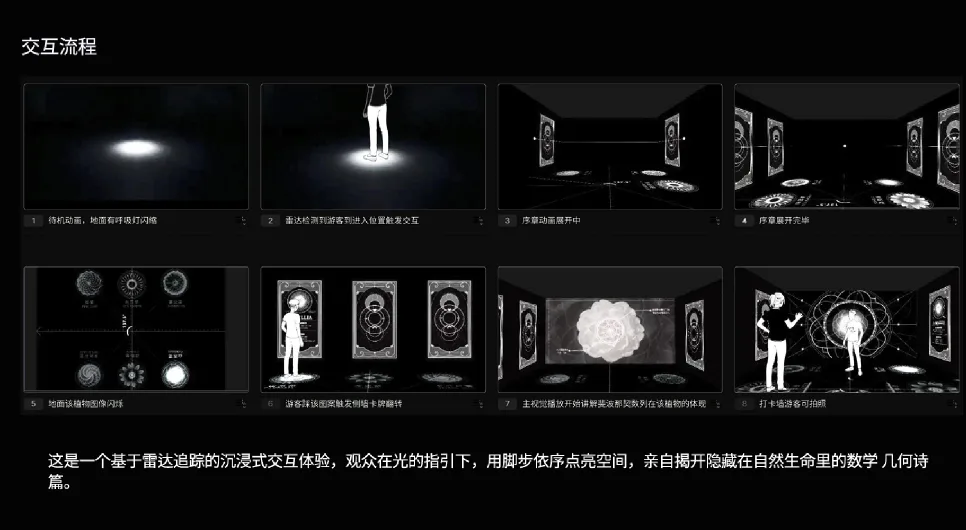 交互流程
1 待机动画，地面有呼吸灯闪烁
2 雷达检测到游客到进入位置触发交互
3 序章动画展开中
4 序章展开完毕
5 地面该植物图像闪烁
6 游客踩该图案触发侧墙卡牌翻转
7 主视觉播放开始讲解斐波那契数列在该植物的体现
8 打卡墙游客可拍照
这是一个基于雷达追踪的沉浸式交互体验，观众在光的指引下，用脚步依序点亮空间，亲自揭开隐藏在自然生命里的数学 几何诗
篇。